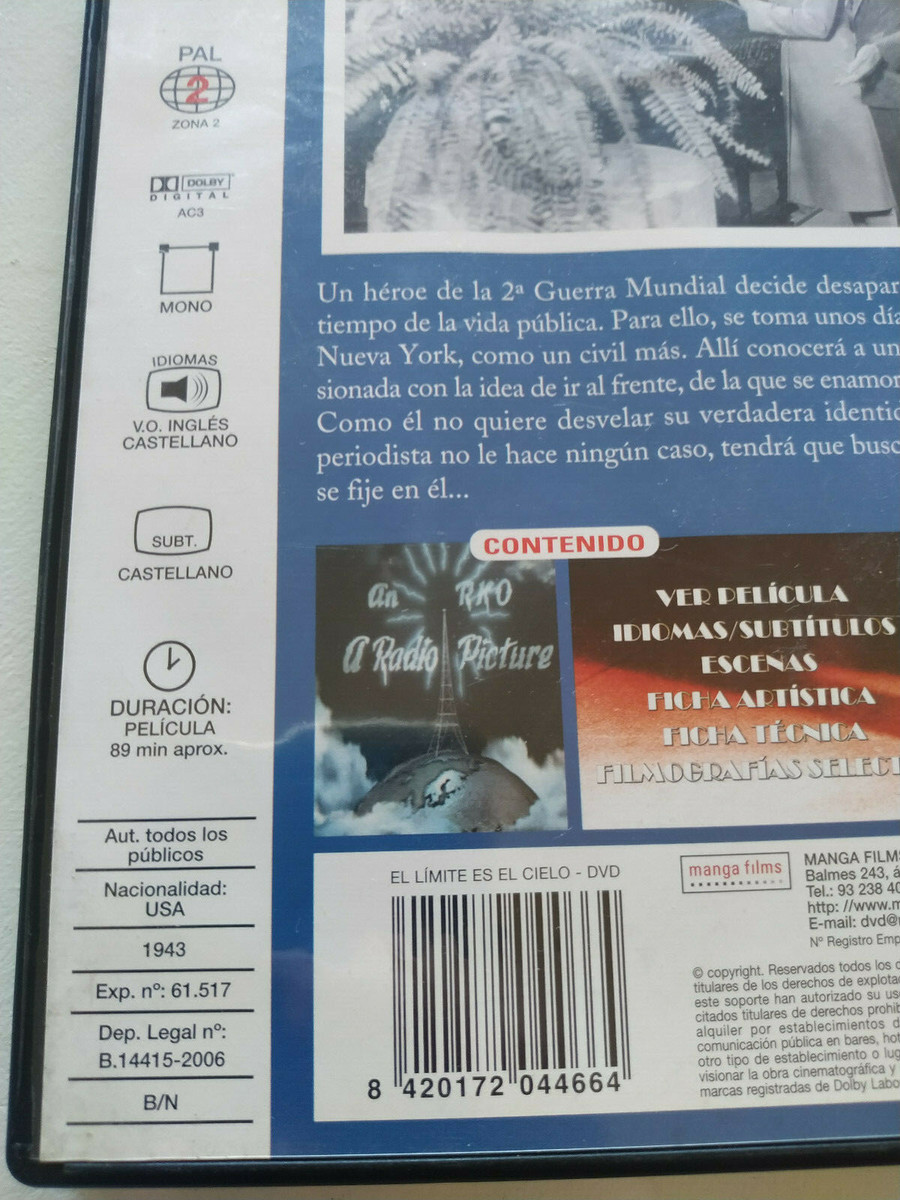 PAL
2
ZONA 2
DOLBY
DIGITAL
AC3
MONO
IDIOMAS
V.O. INGLÉS
CASTELLANO
SUBT.
CASTELLANO
DURACIÓN:
PELÍCULA
89 min aprox.
Aut. todos los
públicos
Nacionalidad:
USA
1943
Exp. nº: 61.517
Dep. Legal nº:
B.14415-2006
B/N
Un héroe de la 2ª Guerra Mundial decide desapar
tiempo de la vida pública. Para ello, se toma unos día
Nueva York, como un civil más. Allí conocerá a un
sionada con la idea de ir al frente, de la que se enamor
Como él no quiere desvelar su verdadera identid
periodista no le hace ningún caso, tendrá que busc
se fije en él...
CONTENIDO
An RKO
A Radio Picture
VER PELÍCULA
IDIOMAS/SUBTÍTULOS
ESCENAS
FICHA ARTÍSTICA
FICHA TÉCNICA
FILMOGRAFÍAS SELECT
EL LÍMITE ES EL CIELO - DVD
8 420172 044664
manga films
MANGA FILMS
Balmes 243, á
Tel.: 93 238 40
http: //www.m
E-mail: dvd@
Nº Registro Emp
© copyright. Reservados todos los
titulares de los derechos de explota
este soporte han autorizado su us
citados titulares de derechos prohib
alquiler por establecimientos d
comunicación pública en bares, hot
otro tipo de establecimiento o lug
visionar la obra cinematográfica y
marcas registradas de Dolby Labo